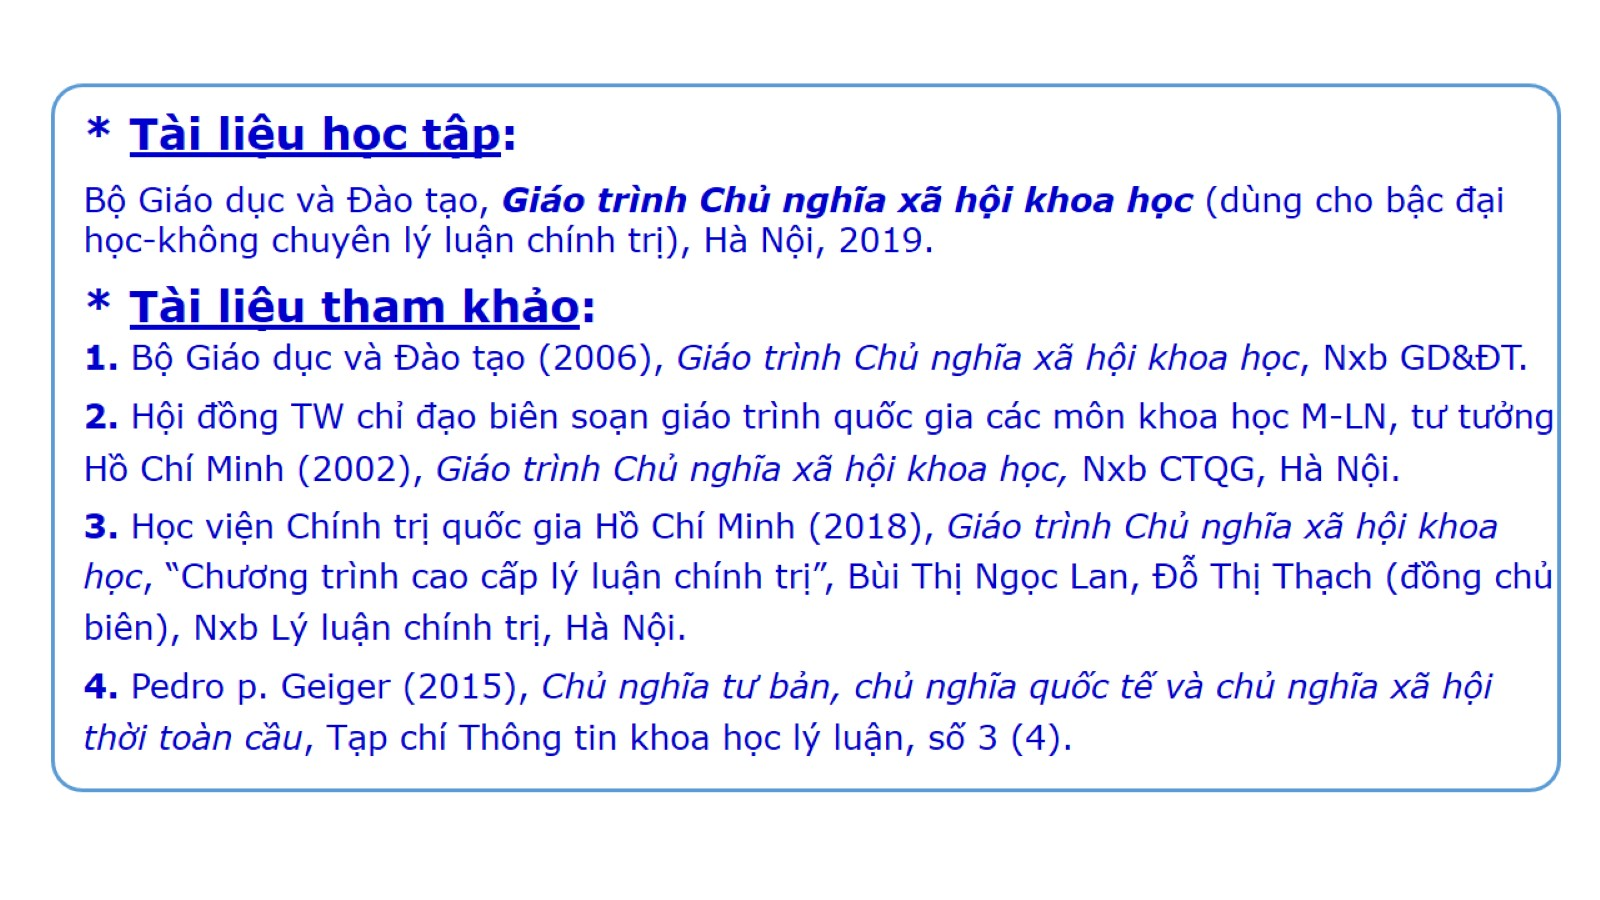 * Tài liệu học tập:
Bộ Giáo dục và Đào tạo, Giáo trình Chủ nghĩa xã hội khoa học (dùng cho bậc đại
học-không chuyên lý luận chính trị), Hà Nội, 2019.
* Tài liệu tham khảo:
1. Bộ Giáo dục và Đào tạo (2006), Giáo trình Chủ nghĩa xã hội khoa học, Nxb GD&ĐT.
2. Hội đồng TW chỉ đạo biên soạn giáo trình quốc gia các môn khoa học M-LN, tư tưởng
Hồ Chí Minh (2002), Giáo trình Chủ nghĩa xã hội khoa học, Nxb CTQG, Hà Nội.
3. Học viện Chính trị quốc gia Hồ Chí Minh (2018), Giáo trình Chủ nghĩa xã hội khoa
học, “Chương trình cao cấp lý luận chính trị”, Bùi Thị Ngọc Lan, Đỗ Thị Thạch (đồng chủ
biên), Nxb Lý luận chính trị, Hà Nội.
4. Pedro p. Geiger (2015), Chủ nghĩa tư bản, chủ nghĩa quốc tế và chủ nghĩa xã hội
thời toàn cầu, Tạp chí Thông tin khoa học lý luận, số 3 (4).